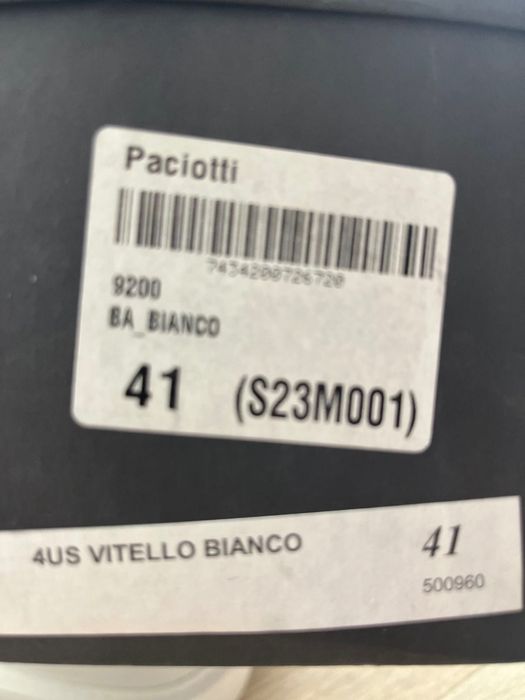 Paciotti
7434200726720
9200
BA_BIANCO
41 (S23M001)
4US VITELLO BIANCO 41
500960